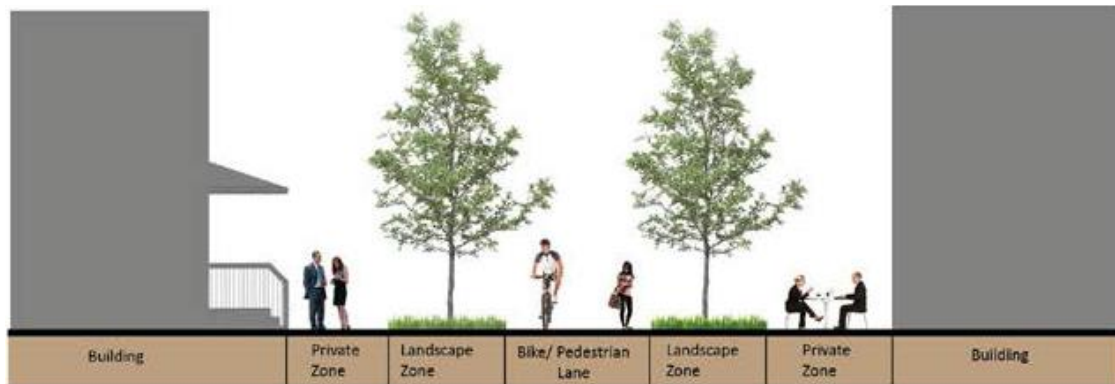 Building
Private
Zone
Landscape
Zone
Bike/ Pedestrian
Lane
Landscape
Zone
Private
Zone
Building